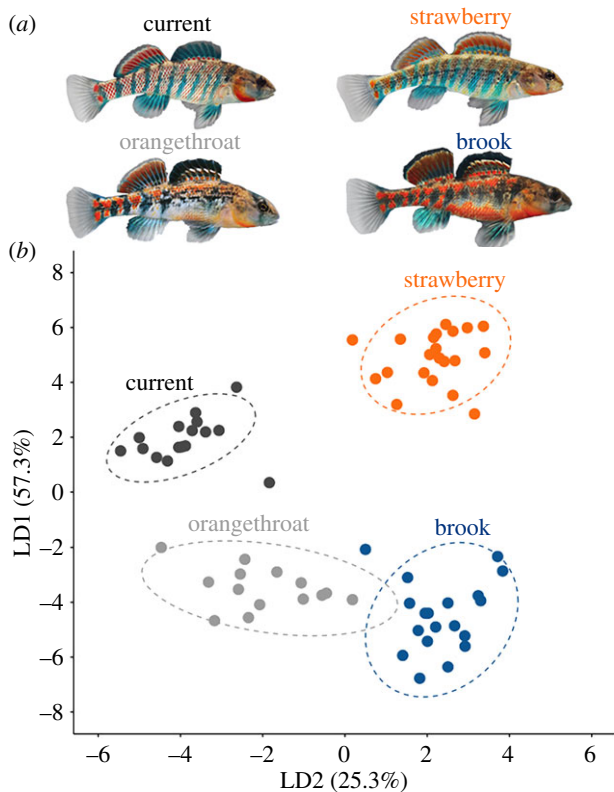 (a)
current
strawberry
orangethroat
brook
(b)
8
6
4
2
0
−2
−4
−6
−8
LD1 (57.3%)
strawberry
current
orangethroat
brook
−6 −4 −2 0 2 4 6
LD2 (25.3%)